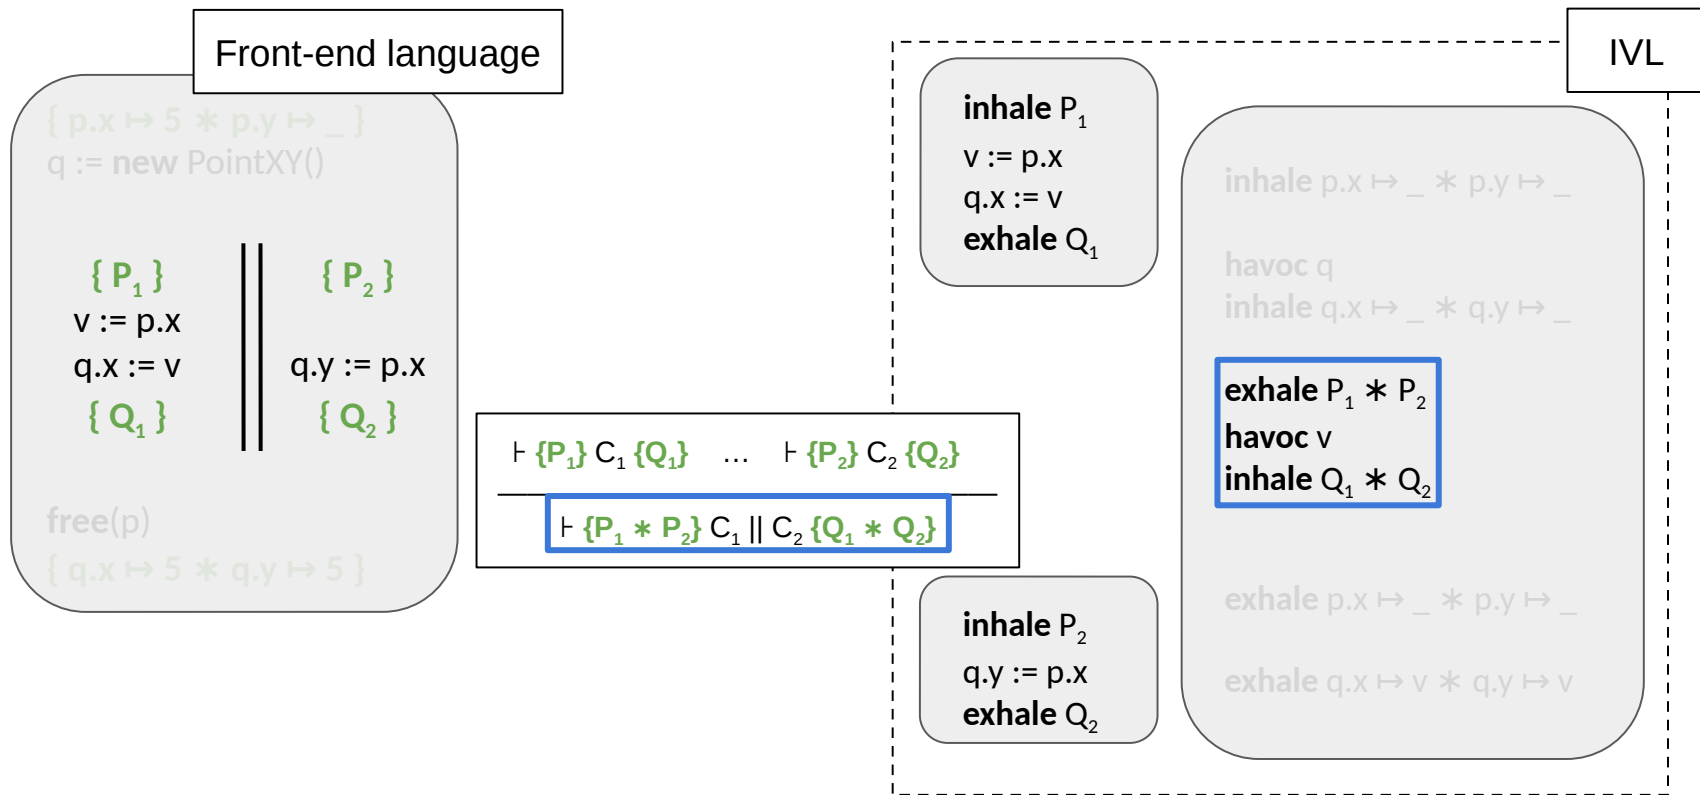 Front-end language
{ p.x ↦ 5 ∗ p.y ↦ _ }
q := new PointXY()
{ P₁ }
v := p.x
q.x := v
{ Q₁ }
{ P₂ }
q.y := p.x
{ Q₂ }
free(p)
{ q.x ↦ 5 ∗ q.y ↦ 5 }
⊢ {P₁} C₁ {Q₁} … ⊢ {P₂} C₂ {Q₂}
⊢ {P₁ ∗ P₂} C₁ || C₂ {Q₁ ∗ Q₂}
IVL
inhale P₁
v := p.x
q.x := v
exhale Q₁
inhale P₂
q.y := p.x
exhale Q₂
inhale p.x ↦ _ ∗ p.y ↦ _
havoc q
inhale q.x ↦ _ ∗ q.y ↦ _
exhale P₁ ∗ P₂
havoc v
inhale Q₁ ∗ Q₂
exhale p.x ↦ _ ∗ p.y ↦ _
exhale q.x ↦ v ∗ q.y ↦ v